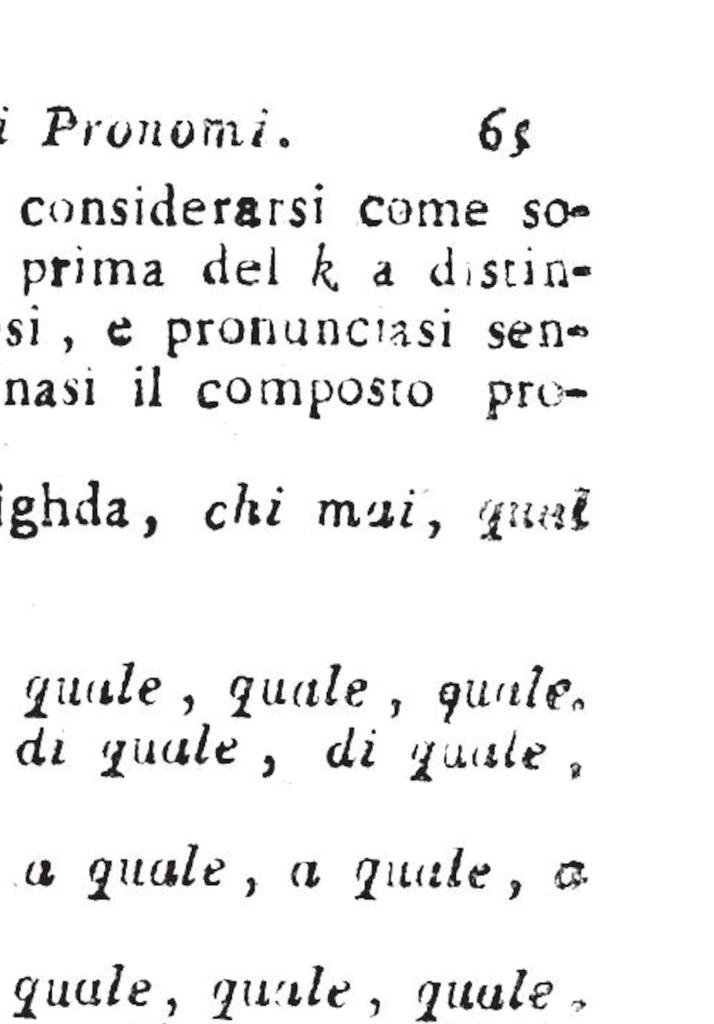 i Pronomi. 65
considerarsi come so-
prima del k a distin-
si, e pronunciasi sen-
nasi il composto pro-
ighda, chi mai, qual
quale, quale, quale.
di quale, di quale,
a quale, a quale, a
quale, quale, quale,